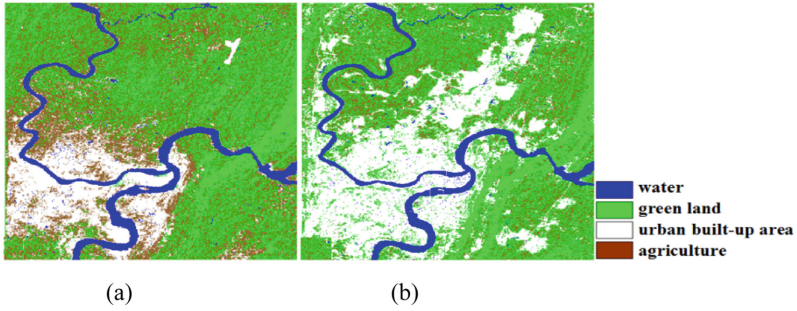 water
green land
urban built-up area
agriculture
(a)
(b)